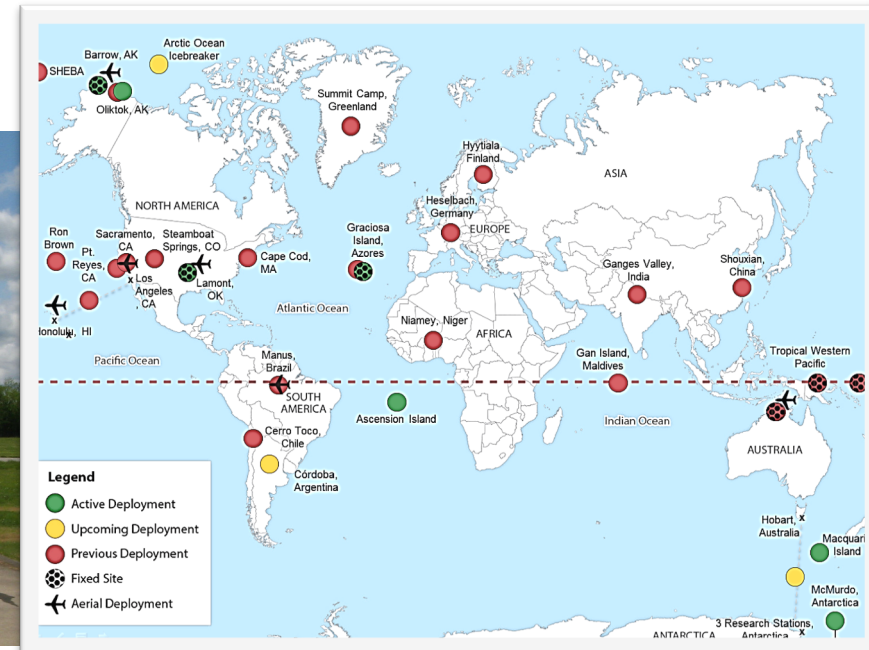 Barrow, AK
Arctic Ocean
Icebreaker
SHEBA
Oliktok, AK
Summit Camp,
Greenland
Hyytiala,
Finland
ASIA
Heselbach,
Germany
NORTH AMERICA
EUROPE
Ron
Brown
Pt.
Reyes,
CA
Sacramento,
CA
Steamboat
Springs, CO
Graciosa
Island,
Azores
Cape Cod,
MA
Ganges Valley,
India
Shouxian,
China
Los
Angeles
CA
Lamont,
OK
x
x
Honolulu, HI
x
Atlantic Ocean
Niamey, Niger
AFRICA
Pacific Ocean
Manus,
Brazil
Gan Island,
Maldives
Tropical Western
Pacific
SOUTH
AMERICA
Ascension Island
Indian Ocean
Cerro Toco,
Chile
AUSTRALIA
Córdoba,
Argentina
Legend
Active Deployment
Upcoming Deployment
Previous Deployment
Fixed Site
Aerial Deployment
Hobart, x
Australia
Macquari
Island
McMurdo,
Antarctica
3 Research Stations,
Antarctica x
ANTARCTICA